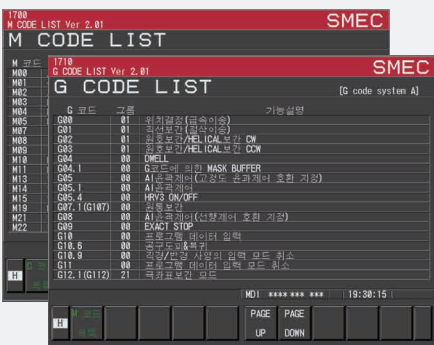 1700
M CODE LIST Ver 2.01
SMEC
M CODE LIST
M 코드
M00
M01
M02
M03
M04
M05
M07
M08
M09
M10
M11
M13
M14
M15
M19
M21
M22
1710
G CODE LIST Ver 2.01
SMEC
G CODE LIST
[G code system A]
G 코드 그룹 기능설명
G00 01 위치결정(급속이송)
G01 01 직선보간(절삭이송)
G02 01 원호보간/HELICAL보간 CW
G03 01 원호보간/HELICAL보간 CCW
G04 00 DWELL
G04.1 00 G코드에 의한 MASK BUFFER
G05 00 AI윤곽제어(고정도 윤곽제어 호환 지정)
G05.1 00 AI윤곽제어
G05.4 00 HRV3 ON/OFF
G07.1(G107) 00 원통보간
G08 00 AI윤곽제어(선행제어 호환 지정)
G09 00 EXACT STOP
G10 00 프로그램 데이터 입력
G10.6 00 공구도피&복귀
G10.9 00 직경/반경 사양의 입력 모드 취소
G11 00 프로그램 데이터 입력 모드 취소
G12.1(G112) 21 극좌표보간 모드
MDI **** *** *** 19:30:15
H
H
M 코드
PAGE UP
PAGE DOWN